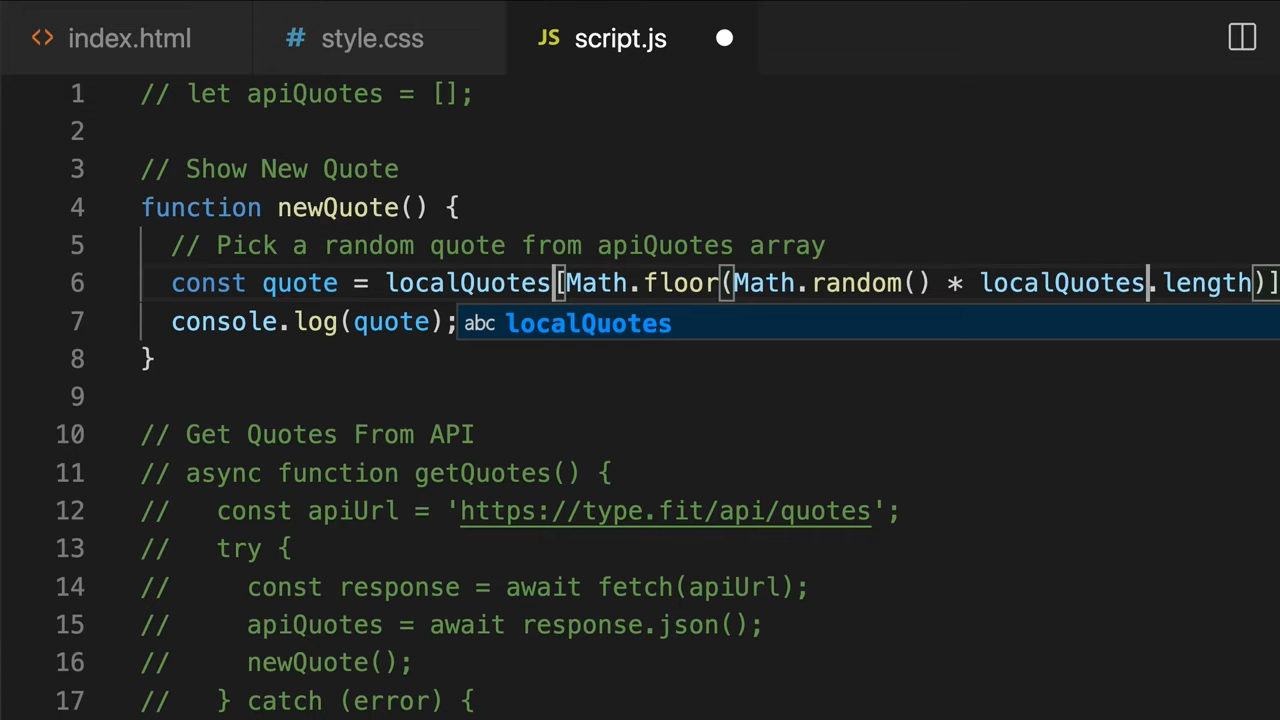 <> index.html # style.css JS script.js
1 // let apiQuotes = [];
2
3 // Show New Quote
4 function newQuote() {
5 // Pick a random quote from apiQuotes array
6 const quote = localQuotes[Math.floor(Math.random() * localQuotes.length)]
7 console.log(quote);
abc localQuotes
8 }
9
10 // Get Quotes From API
11 // async function getQuotes() {
12 // const apiUrl = 'https://type.fit/api/quotes';
13 // try {
14 // const response = await fetch(apiUrl);
15 // apiQuotes = await response.json();
16 // newQuote();
17 // } catch (error) {